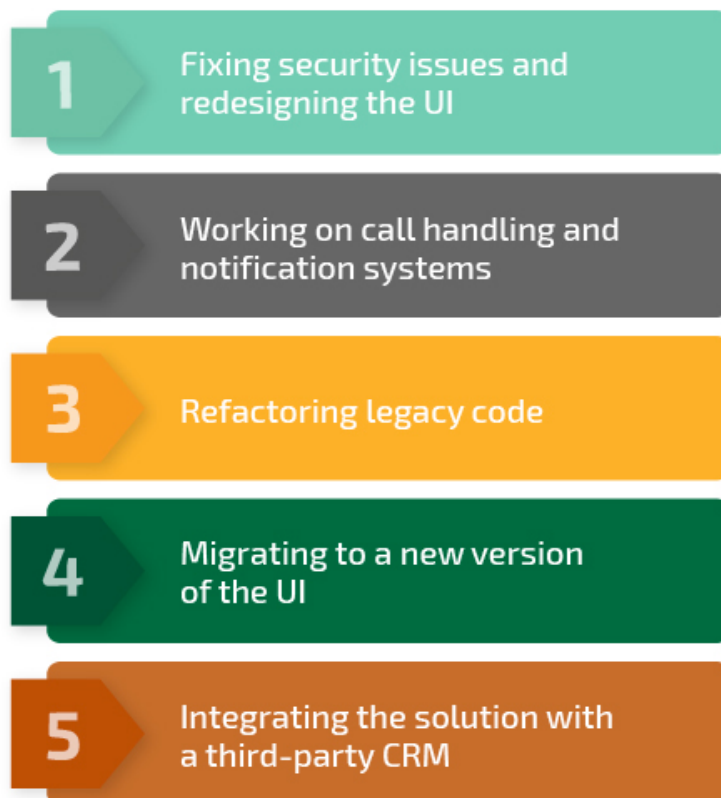 1
Fixing security issues and
redesigning the UI
2
Working on call handling and
notification systems
3
Refactoring legacy code
4
Migrating to a new version
of the UI
5
Integrating the solution with
a third-party CRM